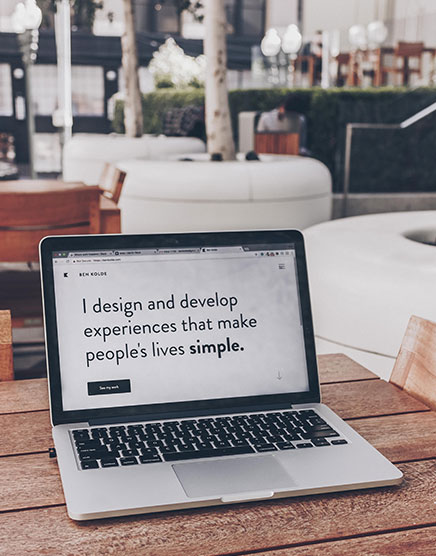 BEN KOLDE
I design and develop
experiences that make
people's lives simple.
See my work